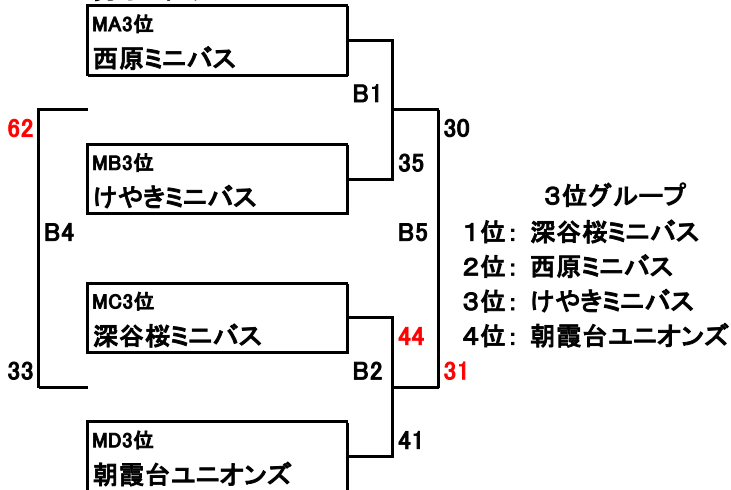 MA3位
西原ミニバス
B1
62
30
MB3位
35
けやきミニバス
3位グループ
B4
B5
1位: 深谷桜ミニバス
2位: 西原ミニバス
MC3位
3位: けやきミニバス
深谷桜ミニバス
44
4位: 朝霞台ユニオンズ
33
B2
31
MD3位
41
朝霞台ユニオンズ